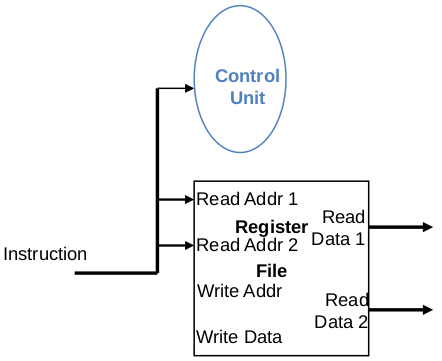 Control
Unit
Read Addr 1
Register
Read
Data 1
Read Addr 2
Instruction
File
Write Addr
Read
Data 2
Write Data